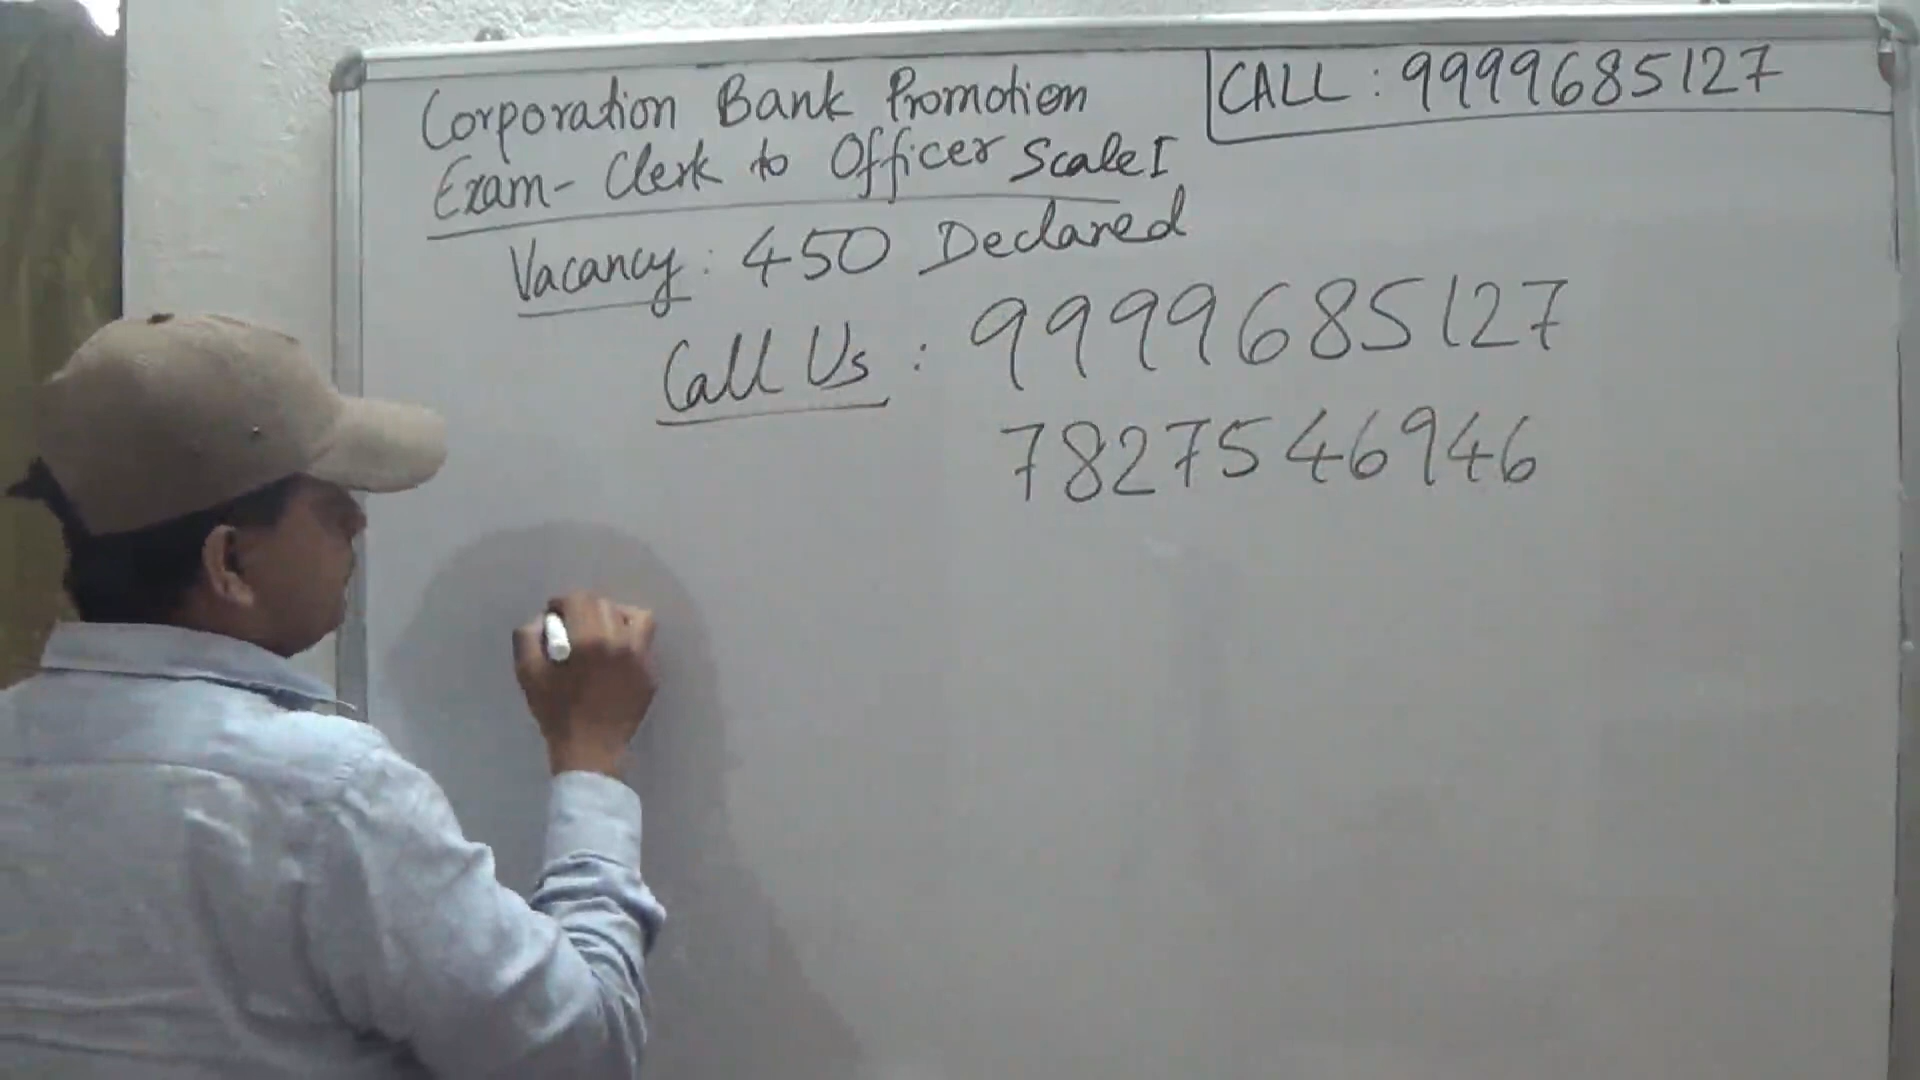 Corporation Bank Promotion
Exam- Clerk to Officer Scale I
CALL : 9999685127
Vacancy : 450 Declared
Call Us : 9999685127
7827546946